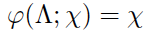 φ(Λ; χ) = χ